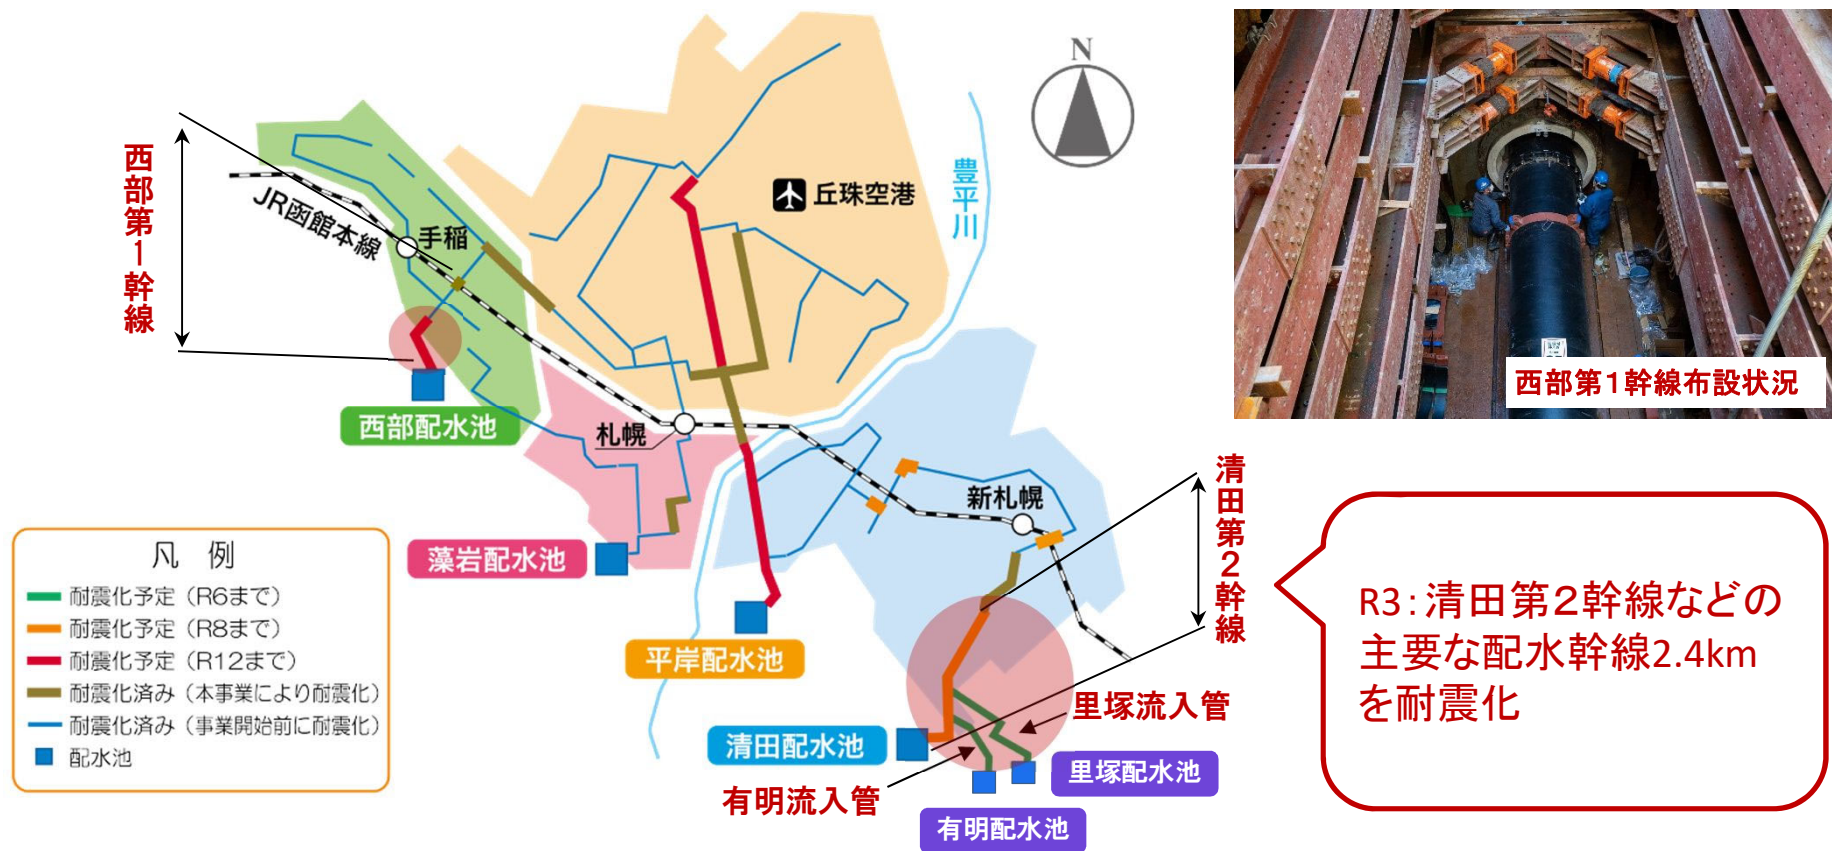 N
西部第1幹線
JR函館本線
手稲
丘珠空港
豊平川
西部第1幹線布設状況
西部配水池
札幌
新札幌
清田第2幹線
凡 例
耐震化予定（R6まで）
耐震化予定（R8まで）
耐震化予定（R12まで）
耐震化済み（本事業により耐震化）
耐震化済み（事業開始前に耐震化）
配水池
藻岩配水池
平岸配水池
清田配水池
里塚流入管
有明流入管
里塚配水池
有明配水池
R3：清田第2幹線などの
主要な配水幹線2.4km
を耐震化